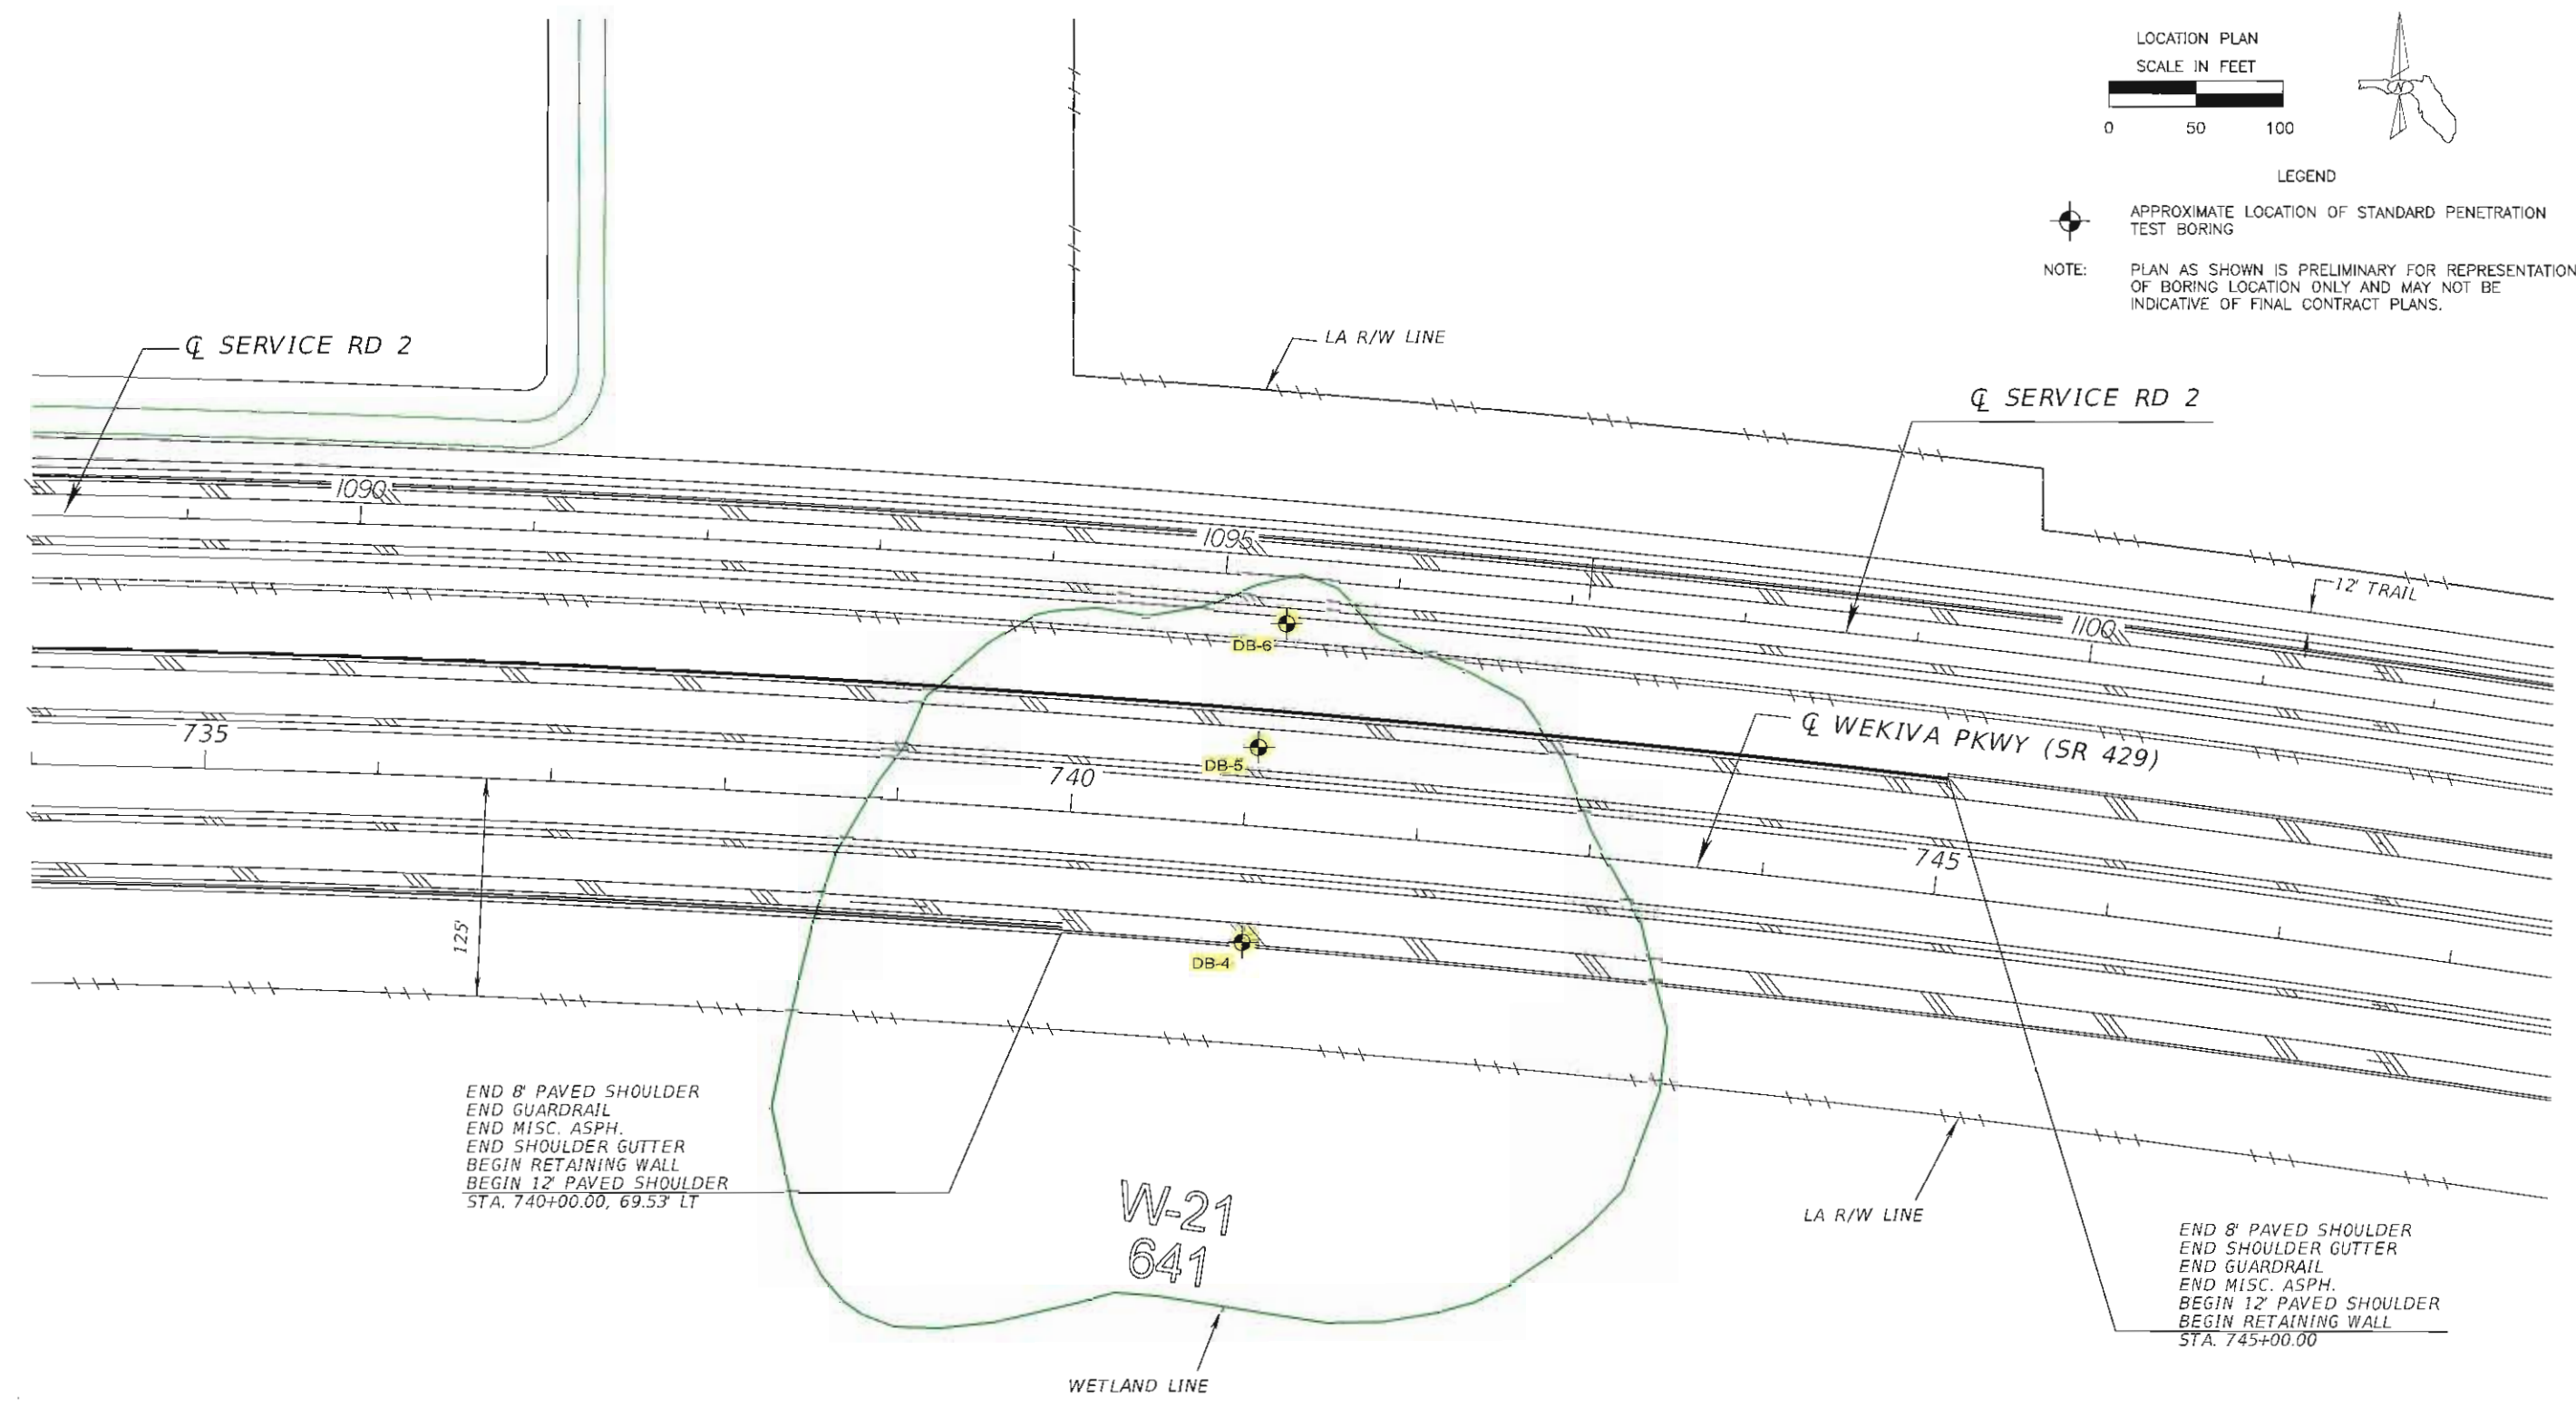 LOCATION PLAN
SCALE IN FEET
0 50 100
N
LEGEND
APPROXIMATE LOCATION OF STANDARD PENETRATION
TEST BORING
NOTE: PLAN AS SHOWN IS PRELIMINARY FOR REPRESENTATION
OF BORING LOCATION ONLY AND MAY NOT BE
INDICATIVE OF FINAL CONTRACT PLANS.
℄ SERVICE RD 2
LA R/W LINE
℄ SERVICE RD 2
1090
1095
12' TRAIL
1100
DB-6
℄ WEKIVA PKWY (SR 429)
735
DB-5
740
745
125'
DB-4
END 8' PAVED SHOULDER
END GUARDRAIL
END MISC. ASPH.
END SHOULDER GUTTER
BEGIN RETAINING WALL
BEGIN 12' PAVED SHOULDER
STA. 740+00.00, 69.53' LT
W-21
641
LA R/W LINE
END 8' PAVED SHOULDER
END SHOULDER GUTTER
END GUARDRAIL
END MISC. ASPH.
BEGIN 12' PAVED SHOULDER
BEGIN RETAINING WALL
STA. 745+00.00
WETLAND LINE